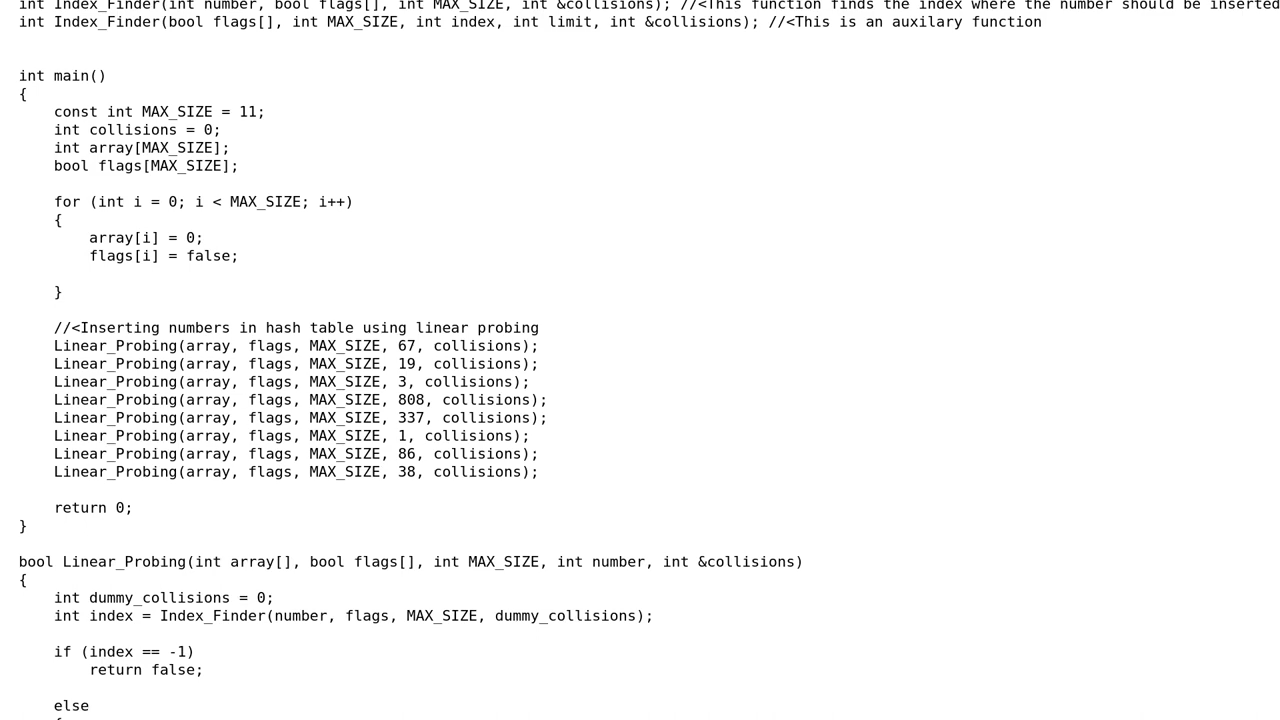 int Index_Finder(int number, bool flags[], int MAX_SIZE, int &collisions); //<This function finds the index where the number should be inserted
int Index_Finder(bool flags[], int MAX_SIZE, int index, int limit, int &collisions); //<This is an auxilary function
int main()
{
    const int MAX_SIZE = 11;
    int collisions = 0;
    int array[MAX_SIZE];
    bool flags[MAX_SIZE];
    for (int i = 0; i < MAX_SIZE; i++)
    {
        array[i] = 0;
        flags[i] = false;
    }
    //<Inserting numbers in hash table using linear probing
    Linear_Probing(array, flags, MAX_SIZE, 67, collisions);
    Linear_Probing(array, flags, MAX_SIZE, 19, collisions);
    Linear_Probing(array, flags, MAX_SIZE, 3, collisions);
    Linear_Probing(array, flags, MAX_SIZE, 808, collisions);
    Linear_Probing(array, flags, MAX_SIZE, 337, collisions);
    Linear_Probing(array, flags, MAX_SIZE, 1, collisions);
    Linear_Probing(array, flags, MAX_SIZE, 86, collisions);
    Linear_Probing(array, flags, MAX_SIZE, 38, collisions);
    return 0;
}
bool Linear_Probing(int array[], bool flags[], int MAX_SIZE, int number, int &collisions)
{
    int dummy_collisions = 0;
    int index = Index_Finder(number, flags, MAX_SIZE, dummy_collisions);
    if (index == -1)
        return false;
    else
    {